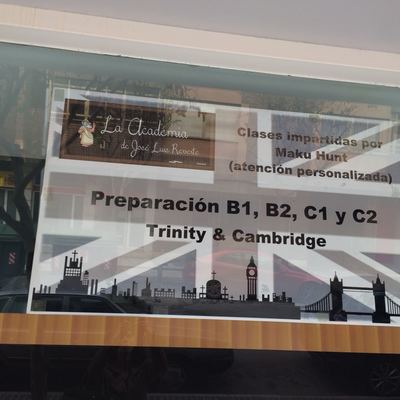 La Academia
de José Luis Reveste
Clases impartidas por
Maku Hunt
(atención personalizada)
Preparación B1, B2, C1 y C2
Trinity & Cambridge